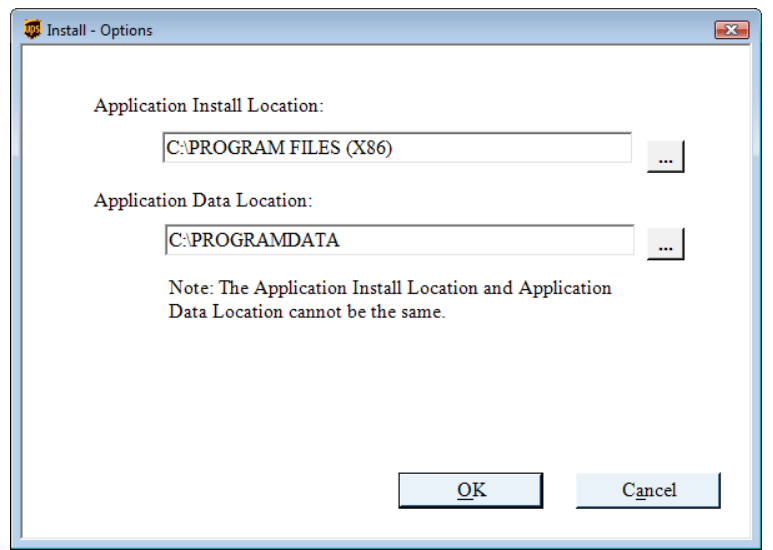 ups Install - Options
Application Install Location:
C:\PROGRAM FILES (X86)
...
Application Data Location:
C:\PROGRAMDATA
...
Note: The Application Install Location and Application
Data Location cannot be the same.
OK
Cancel